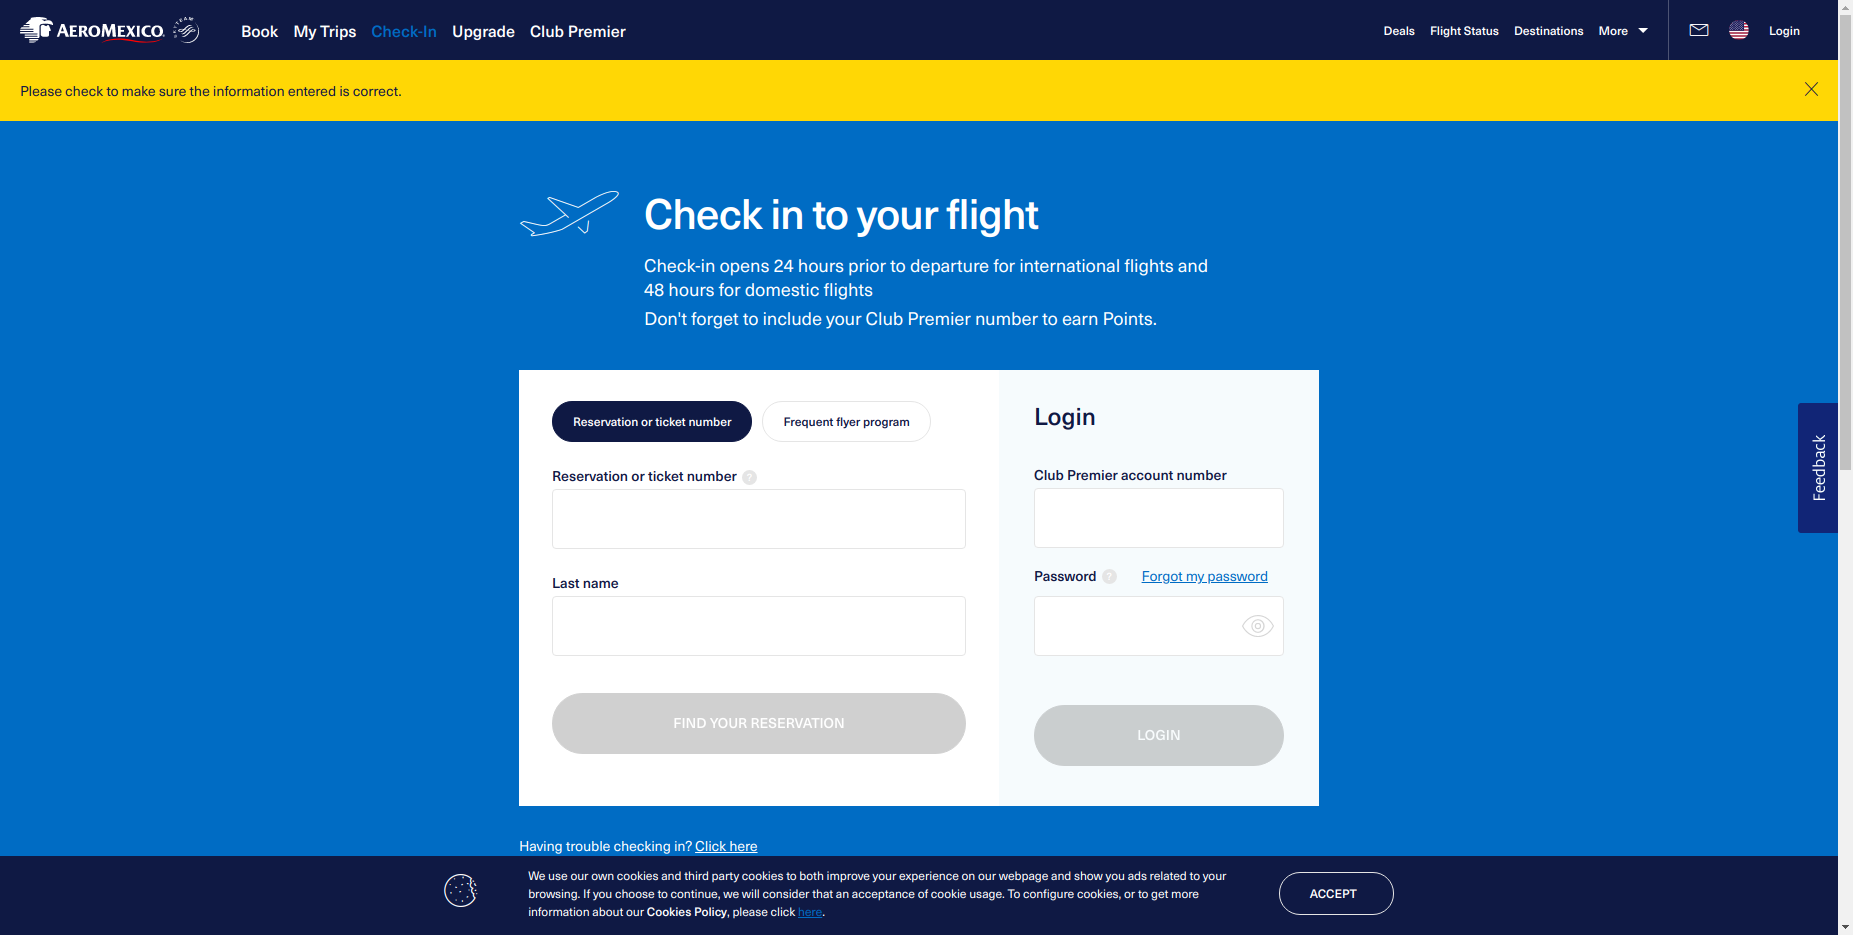 AEROMEXICO
SKYTEAM
Book
My Trips
Check-In
Upgrade
Club Premier
Deals
Flight Status
Destinations
More
Login
Please check to make sure the information entered is correct.
Check in to your flight
Check-in opens 24 hours prior to departure for international flights and
48 hours for domestic flights
Don't forget to include your Club Premier number to earn Points.
Reservation or ticket number
Frequent flyer program
Reservation or ticket number ?
Last name
FIND YOUR RESERVATION
Login
Club Premier account number
Password ?
Forgot my password
LOGIN
Feedback
Having trouble checking in? Click here
We use our own cookies and third party cookies to both improve your experience on our webpage and show you ads related to your
browsing. If you choose to continue, we will consider that an acceptance of cookie usage. To configure cookies, or to get more
information about our Cookies Policy, please click here.
ACCEPT